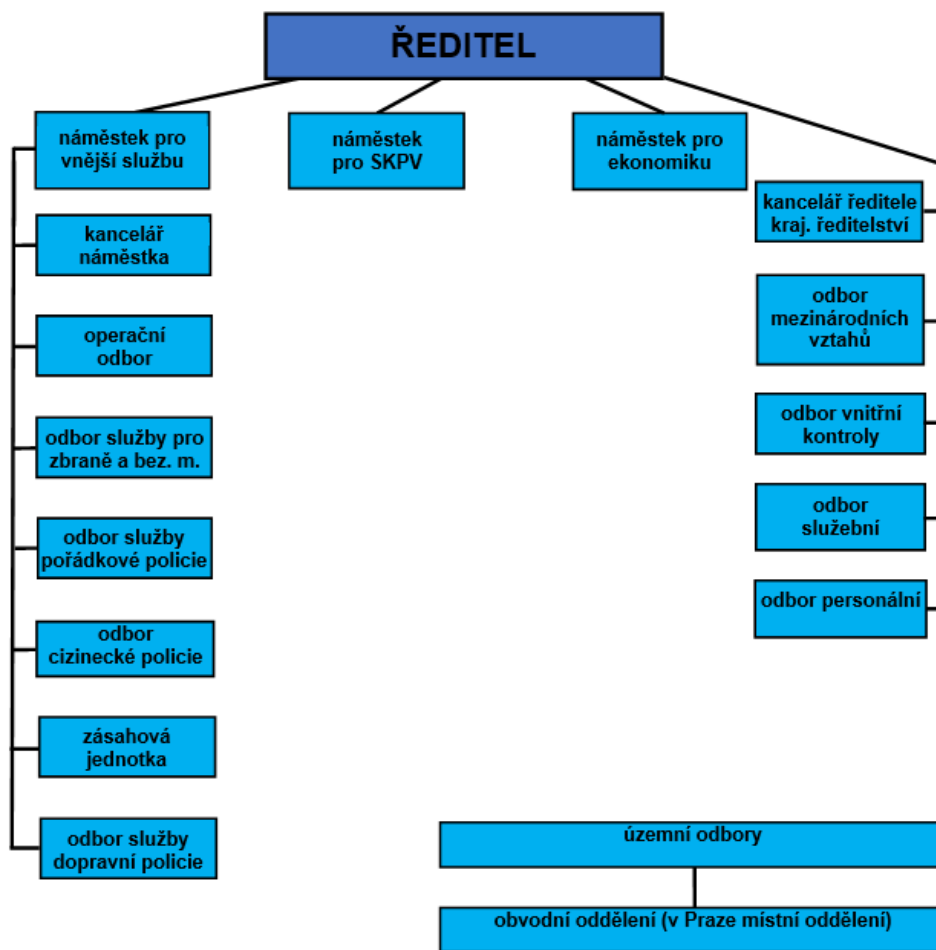 ŘEDITEL
náměstek pro
vnější službu
náměstek
pro SKPV
náměstek pro
ekonomiku
kancelář
náměstka
operační
odbor
odbor služby pro
zbraně a bez. m.
odbor služby
pořádkové policie
odbor
cizinecké policie
zásahová
jednotka
odbor služby
dopravní policie
kancelář ředitele
kraj. ředitelství
odbor
mezinárodních
vztahů
odbor vnitřní
kontroly
odbor
služební
odbor personální
územní odbory
obvodní oddělení (v Praze místní oddělení)